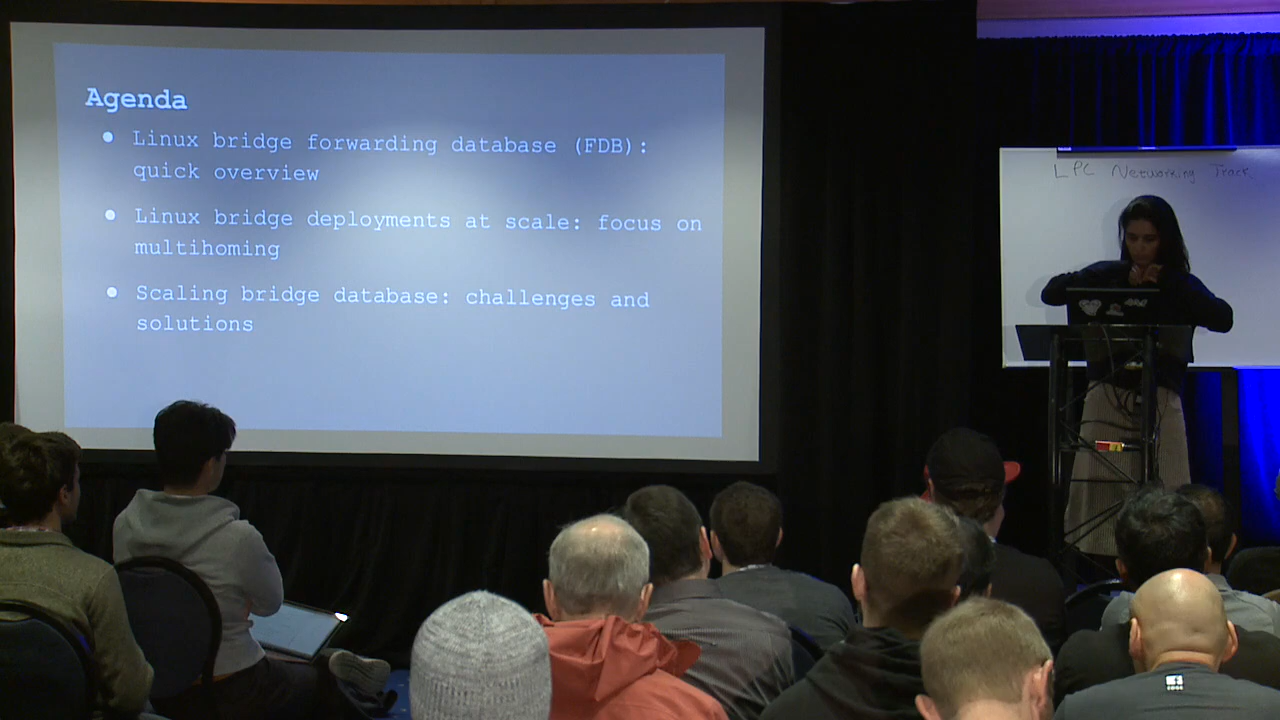 Agenda
● Linux bridge forwarding database (FDB):
quick overview
● Linux bridge deployments at scale: focus on
multihoming
● Scaling bridge database: challenges and
solutions
LPC Networking Track